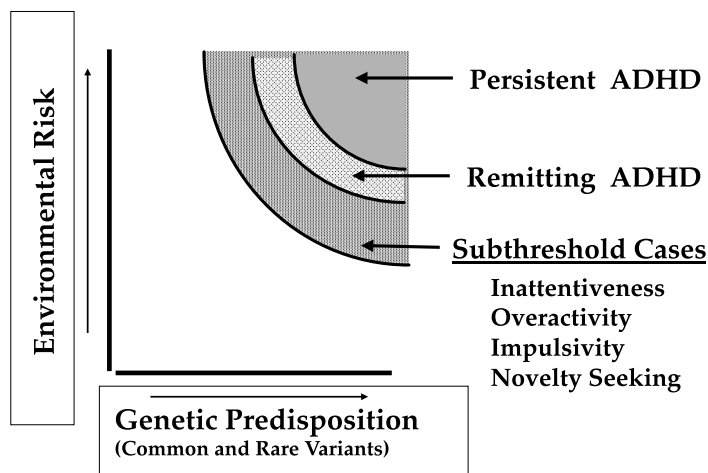 Environmental Risk
Persistent ADHD
Remitting ADHD
Subthreshold Cases
Inattentiveness
Overactivity
Impulsivity
Novelty Seeking
Genetic Predisposition
(Common and Rare Variants)